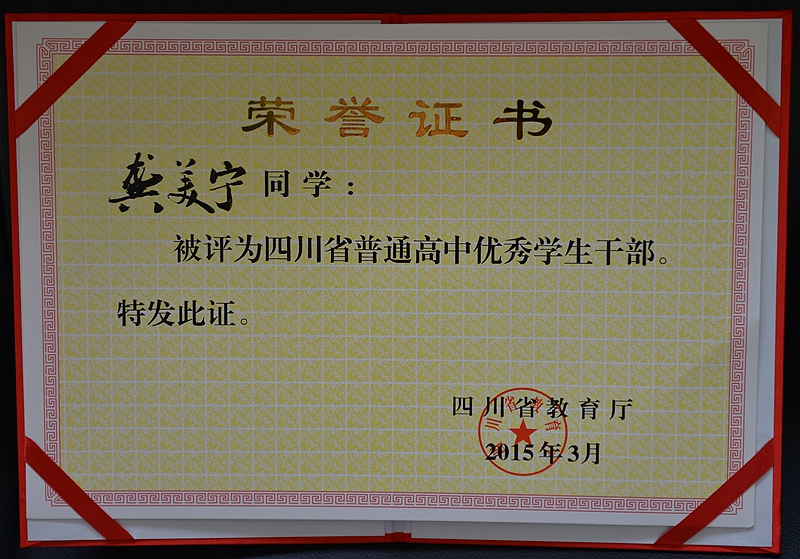 荣誉证书
龚美宁同学：
被评为四川省普通高中优秀学生干部。
特发此证。
四川省教育厅
2015年3月